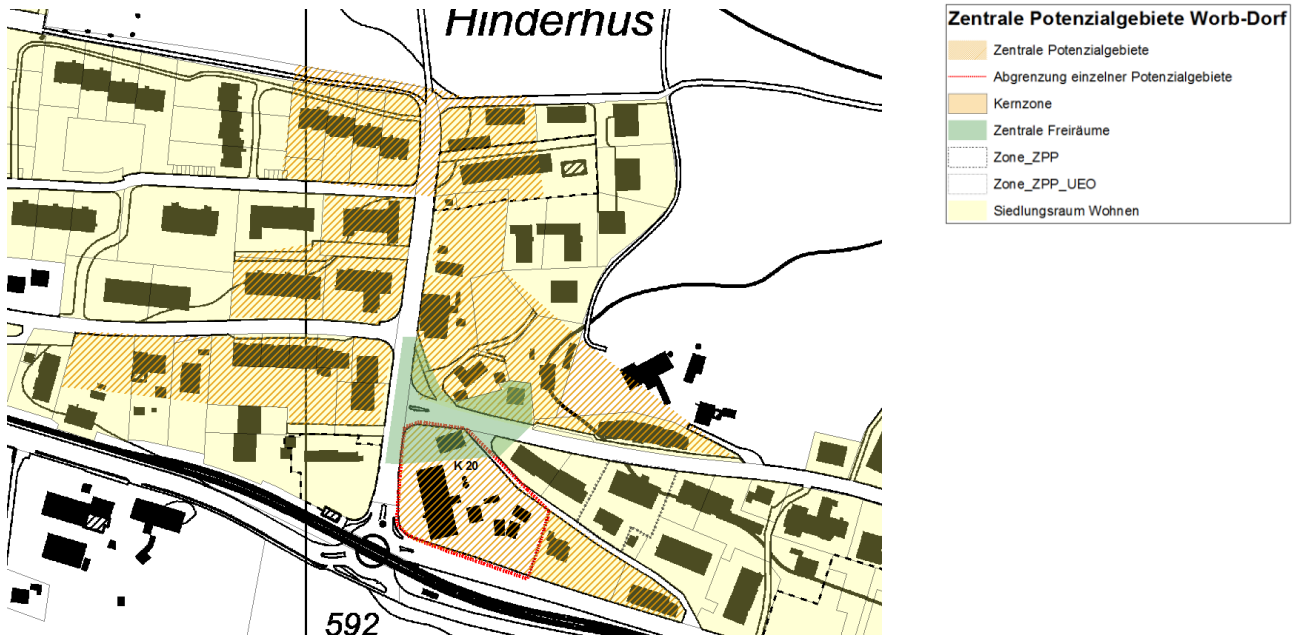 Hinderhus
K 20
592
Zentrale Potenzialgebiete Worb-Dorf
Zentrale Potenzialgebiete
Abgrenzung einzelner Potenzialgebiete
Kernzone
Zentrale Freiräume
Zone_ZPP
Zone_ZPP_UEO
Siedlungsraum Wohnen